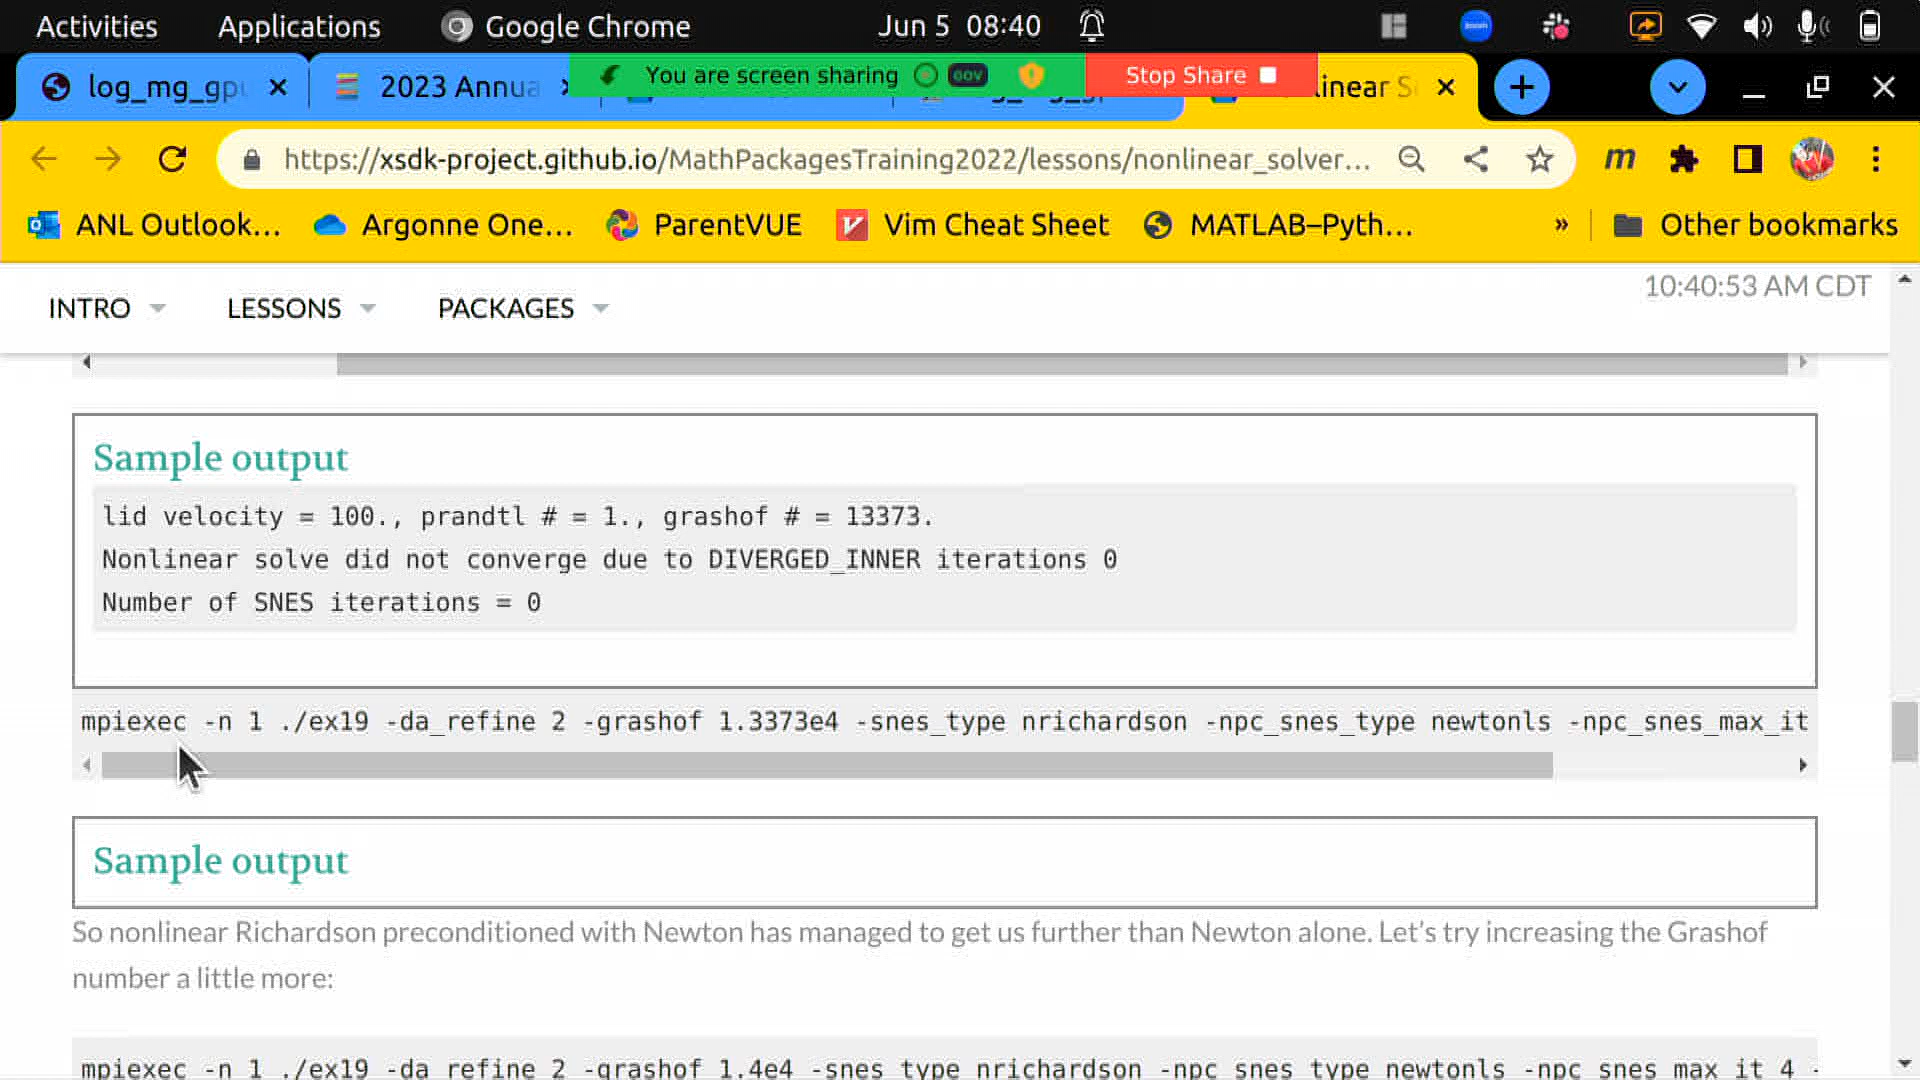 Activities Applications Google Chrome Jun 5 08:40
log_mg_gpu 2023 Annua You are screen sharing GOV Stop Share linear S
https://xsdk-project.github.io/MathPackagesTraining2022/lessons/nonlinear_solver...
ANL Outlook... Argonne One... ParentVUE Vim Cheat Sheet MATLAB–Pyth... » Other bookmarks
10:40:53 AM CDT
INTRO LESSONS PACKAGES
Sample output
lid velocity = 100., prandtl # = 1., grashof # = 13373.
Nonlinear solve did not converge due to DIVERGED_INNER iterations 0
Number of SNES iterations = 0
mpiexec -n 1 ./ex19 -da_refine 2 -grashof 1.3373e4 -snes_type nrichardson -npc_snes_type newtonls -npc_snes_max_it
Sample output
So nonlinear Richardson preconditioned with Newton has managed to get us further than Newton alone. Let's try increasing the Grashof
number a little more:
mpiexec -n 1 ./ex19 -da_refine 2 -grashof 1.4e4 -snes_type nrichardson -npc_snes_type newtonls -npc_snes_max_it 4 -